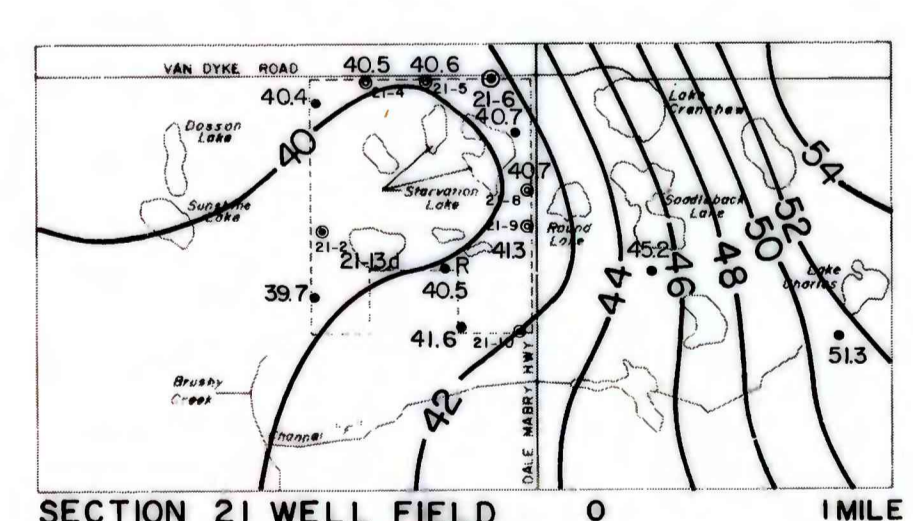 VAN DYKE ROAD
40.5 40.6
40.4
21-4 21-5 21-6
40.7
Lake
Crenshaw
Dosson
Lake
40
54
40.7
Starvation
Lake
21-8
Sunshine
Lake
Saddleback
Lake
21-9
Round
Lake
41.3
21-2
21-13d
R
40.5
45.2
44 46 48 50 52
Lake
Charles
39.7
41.6
21-10
51.3
Brushy
Creek
42
Channel
DALE MABRY HWY
SECTION 21 WELL FIELD 0 1 MILE